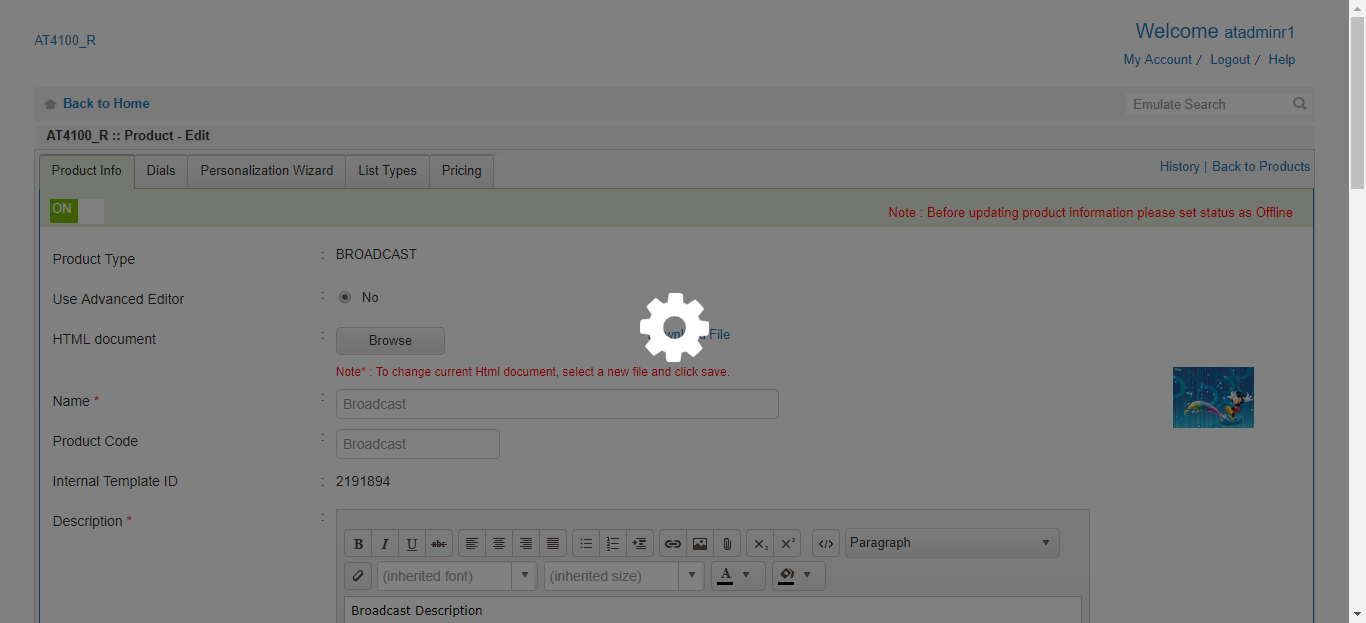 AT4100_R
Welcome atadminr1
My Account / Logout / Help
Back to Home
Emulate Search
AT4100_R :: Product - Edit
Product Info Dials Personalization Wizard List Types Pricing
History | Back to Products
ON
Note : Before updating product information please set status as Offline
Product Type : BROADCAST
Use Advanced Editor : No
HTML document : Browse File
Note* : To change current Html document, select a new file and click save.
Name * : Broadcast
Product Code : Broadcast
Internal Template ID : 2191894
Description * :
B I U abc Paragraph
(inherited font) (inherited size) A
Broadcast Description